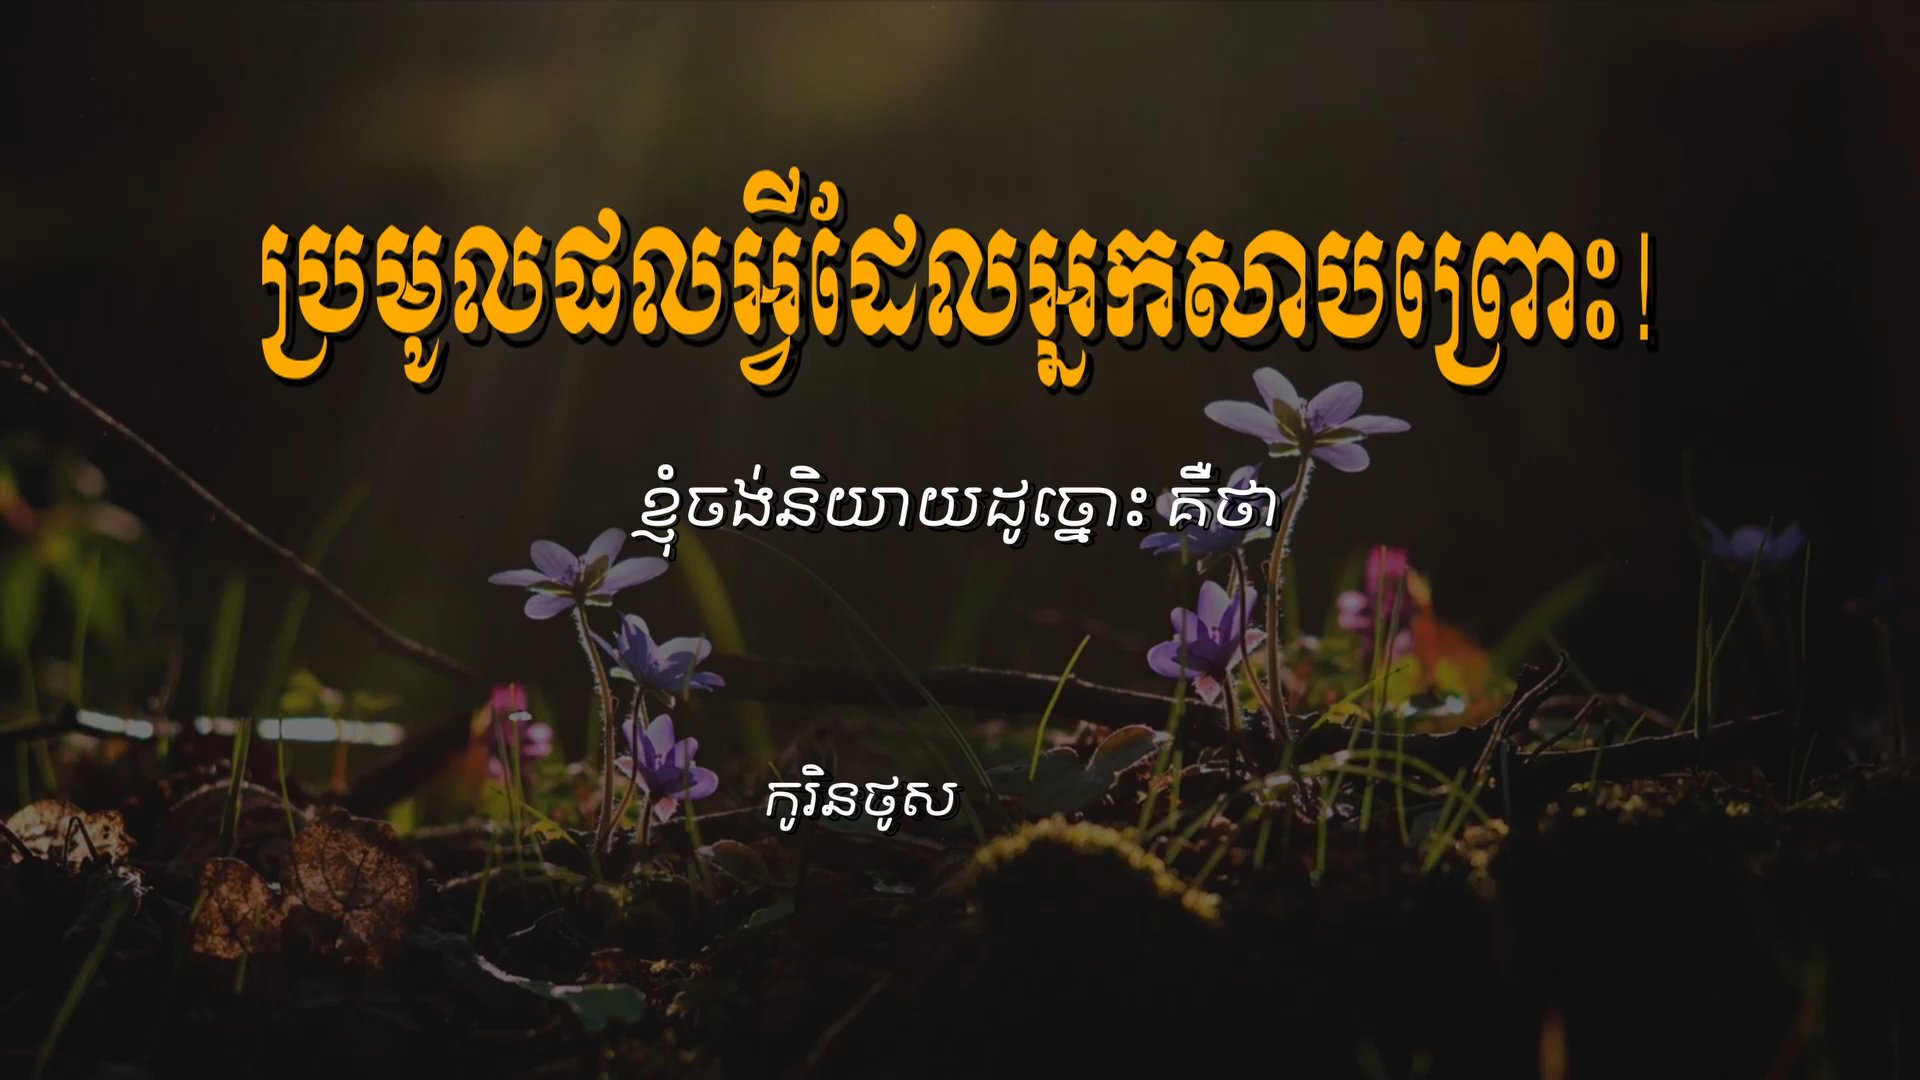 ប្រមូលផលអ្វីដែលអ្នកសាបព្រោះ!
ខ្ញុំចង់និយាយដូច្នោះ គឺថា
កូរិនថូស